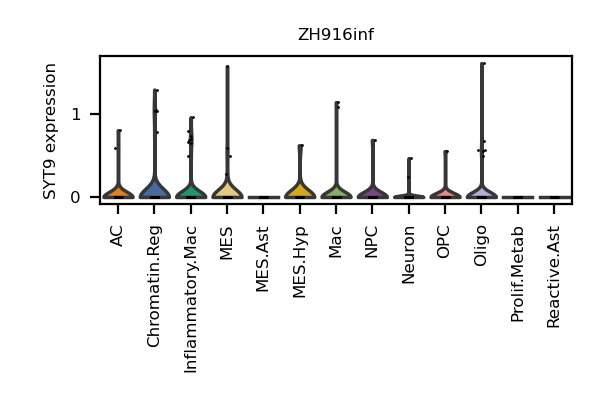 ZH916inf
SYT9 expression
1
0
AC
Chromatin.Reg
Inflammatory.Mac
MES
MES.Ast
MES.Hyp
Mac
NPC
Neuron
OPC
Oligo
Prolif.Metab
Reactive.Ast